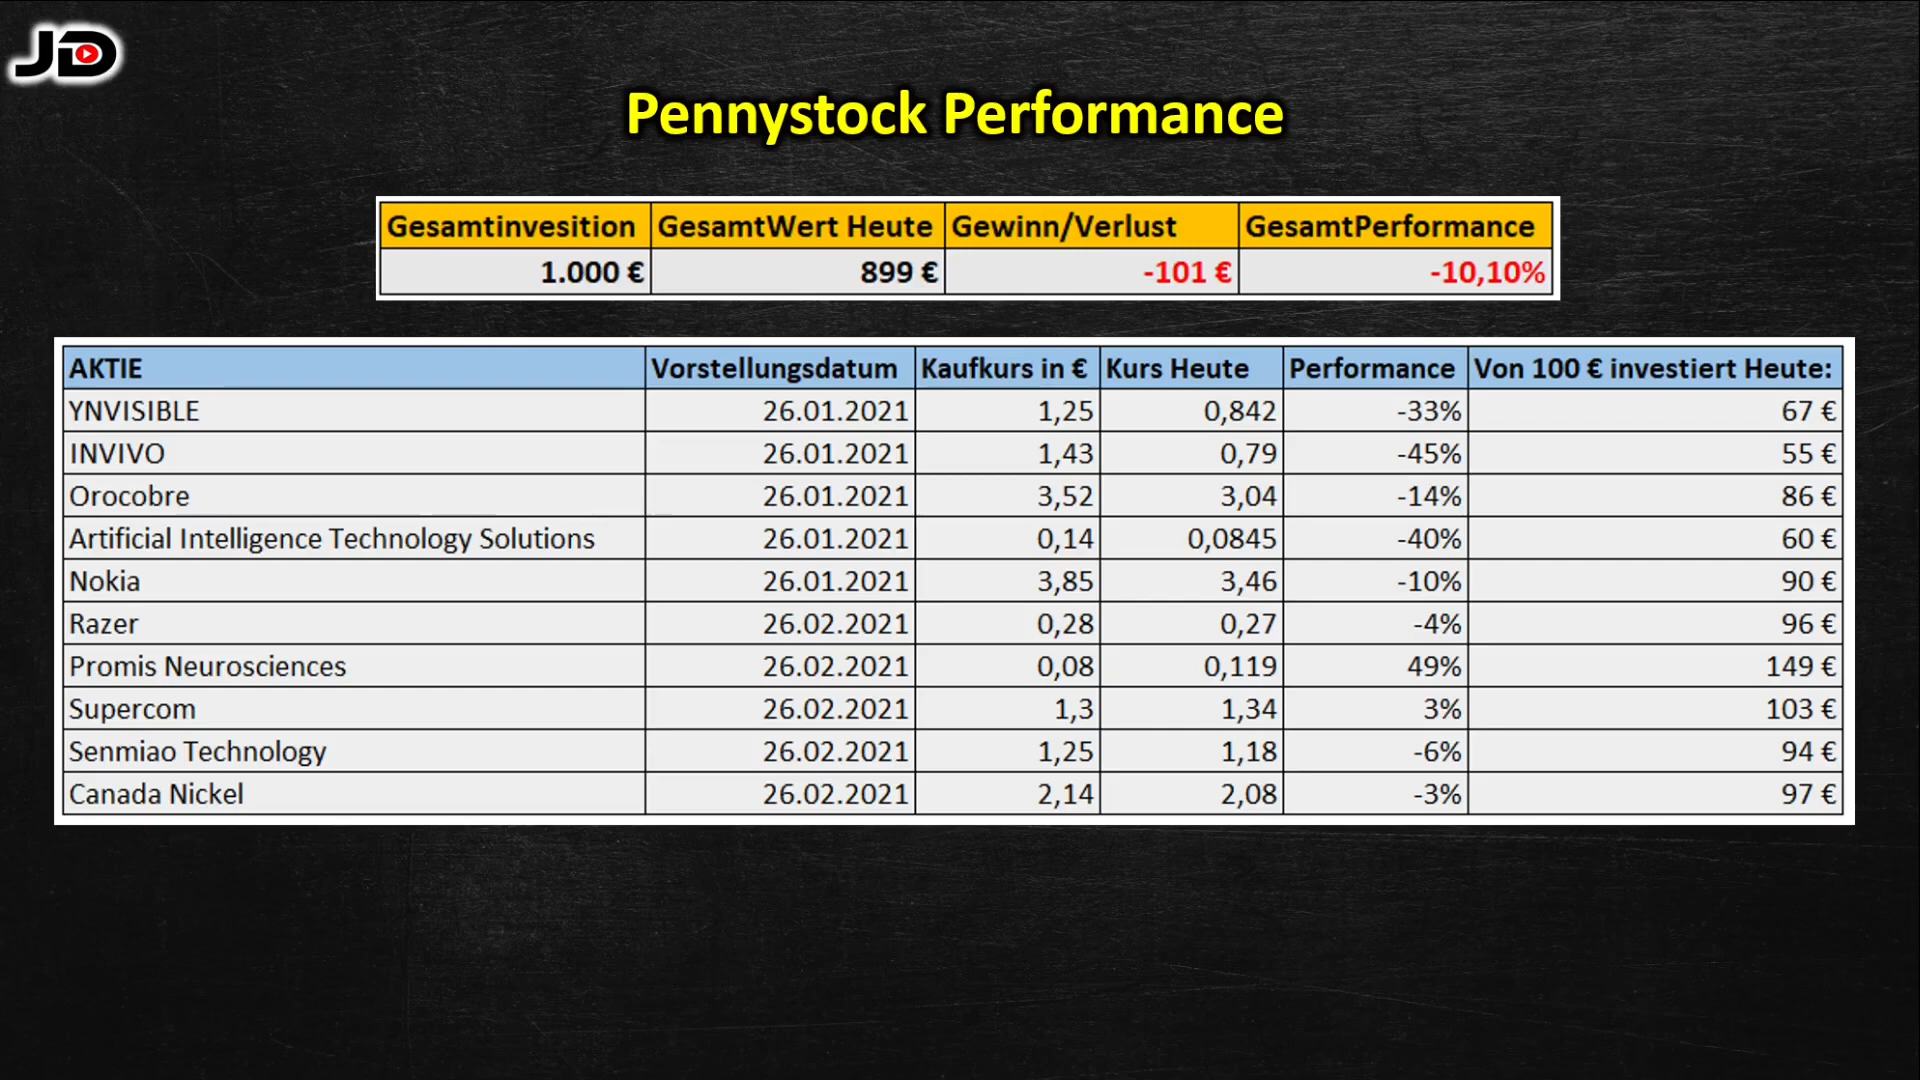 JD
Pennystock Performance
Gesamtinvesition GesamtWert Heute Gewinn/Verlust GesamtPerformance
1.000 € 899 € -101 € -10,10%
AKTIE Vorstellungsdatum Kaufkurs in € Kurs Heute Performance Von 100 € investiert Heute:
YNVISIBLE 26.01.2021 1,25 0,842 -33% 67 €
INVIVO 26.01.2021 1,43 0,79 -45% 55 €
Orocobre 26.01.2021 3,52 3,04 -14% 86 €
Artificial Intelligence Technology Solutions 26.01.2021 0,14 0,0845 -40% 60 €
Nokia 26.01.2021 3,85 3,46 -10% 90 €
Razer 26.02.2021 0,28 0,27 -4% 96 €
Promis Neurosciences 26.02.2021 0,08 0,119 49% 149 €
Supercom 26.02.2021 1,3 1,34 3% 103 €
Senmiao Technology 26.02.2021 1,25 1,18 -6% 94 €
Canada Nickel 26.02.2021 2,14 2,08 -3% 97 €